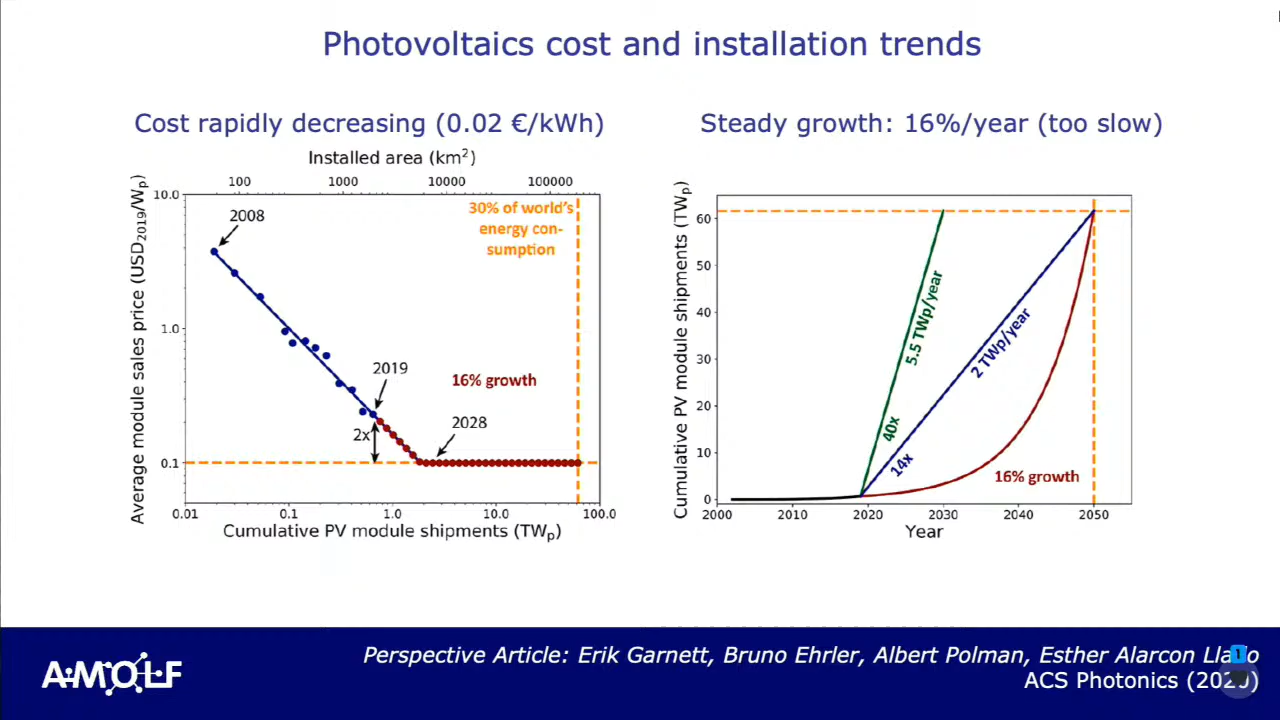 Photovoltaics cost and installation trends
Cost rapidly decreasing (0.02 €/kWh)
Installed area (km²)
100 1000 10000 100000
10.0
1.0
0.1
Average module sales price (USD₂₀₁₉/Wₚ)
2008
30% of world's
energy con-
sumption
2019
16% growth
2x
2028
0.01 0.1 1.0 10.0 100.0
Cumulative PV module shipments (TWₚ)
Steady growth: 16%/year (too slow)
Cumulative PV module shipments (TWₚ)
60
50
40
30
20
10
0
5.5 TWp/year
2 TWp/year
40x
14x
16% growth
2000 2010 2020 2030 2040 2050
Year
AMOLF
Perspective Article: Erik Garnett, Bruno Ehrler, Albert Polman, Esther Alarcon
ACS Photonics
1